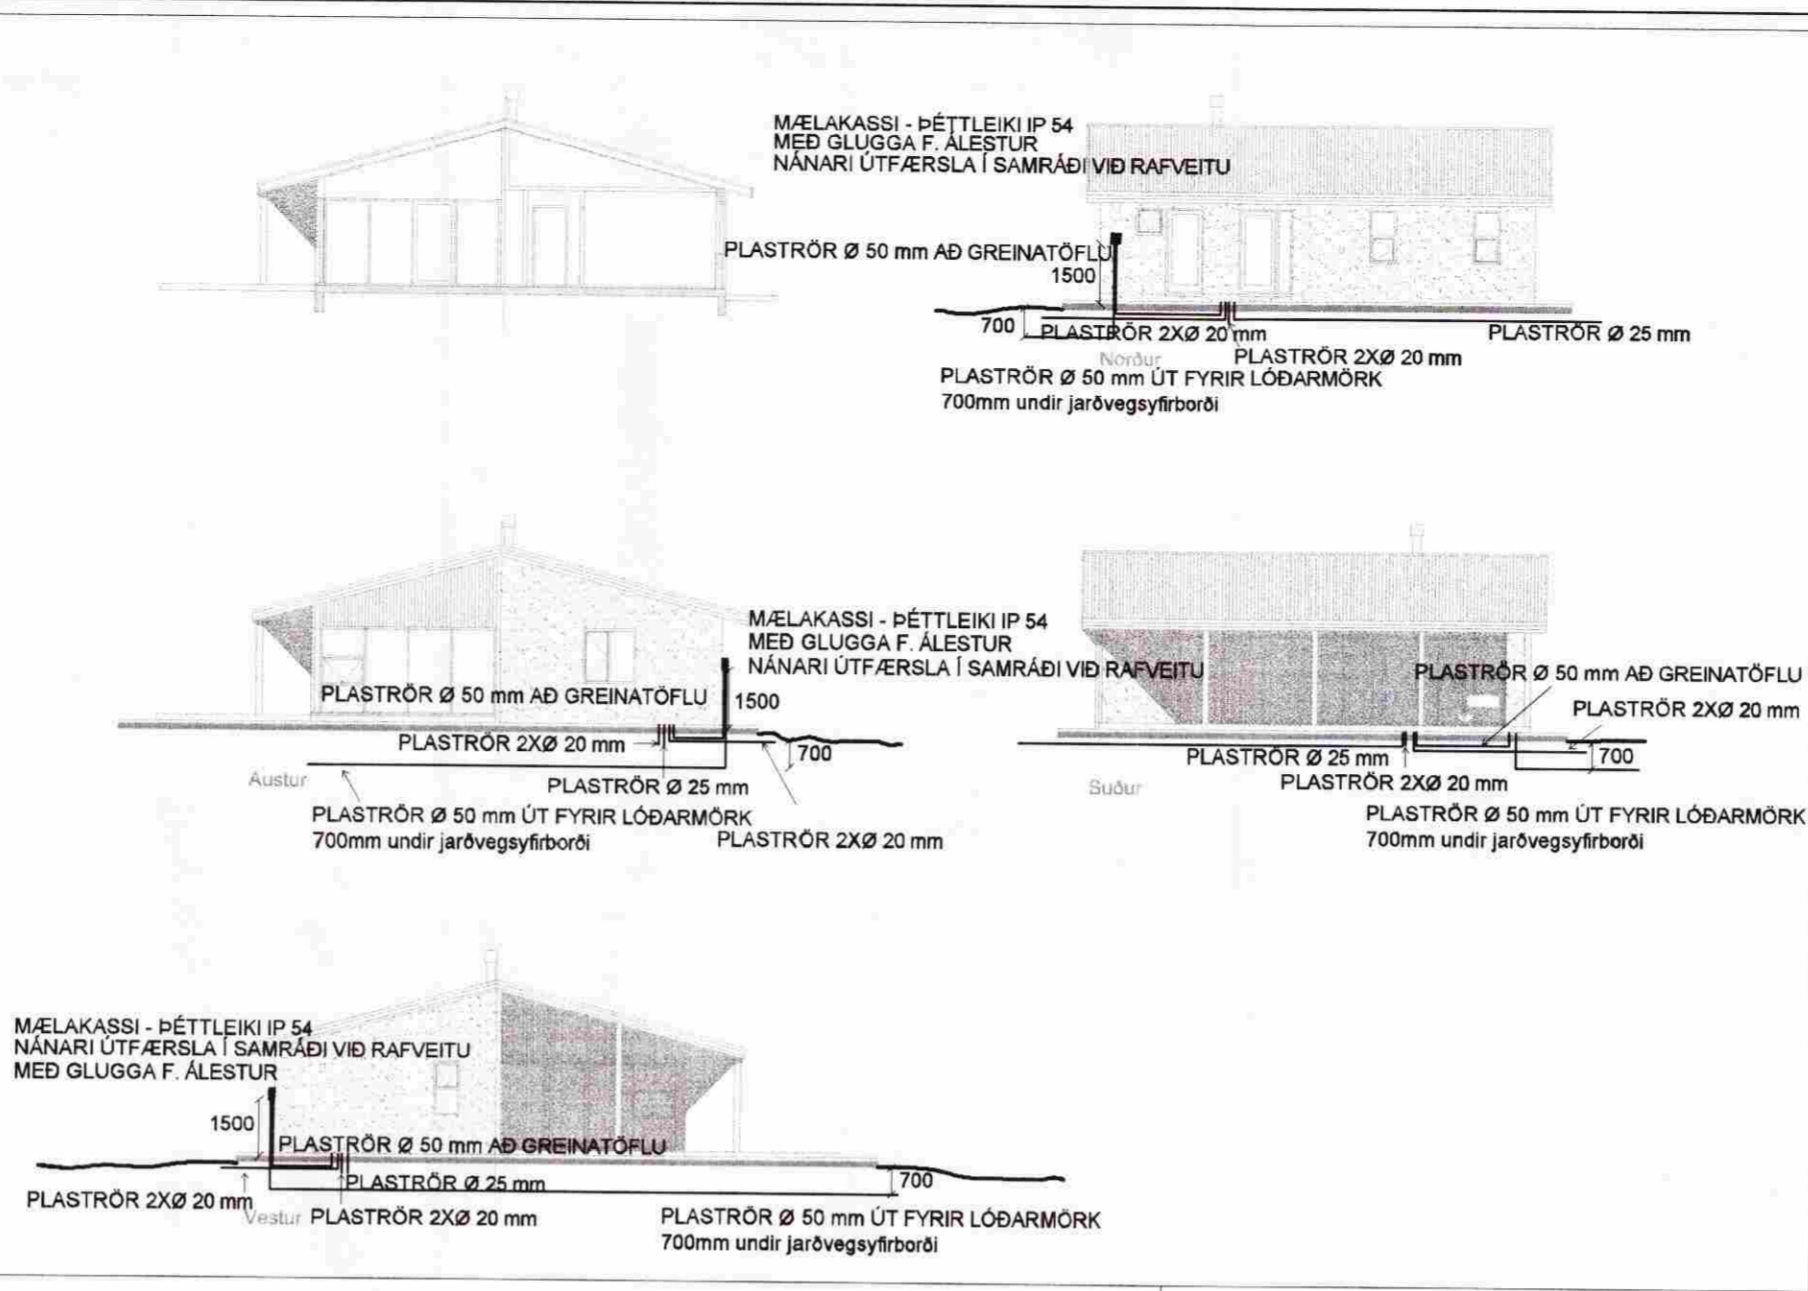 MÆLAKASSI - ÞÉTTLEIKI IP 54
MEÐ GLUGGA F. ÁLESTUR
NÁNARI ÚTFÆRSLA Í SAMRÁÐI VIÐ RAFVEITU
PLASTRÖR Ø 50 mm AÐ GREINATÖFLU
1500
700
PLASTRÖR 2XØ 20 mm
PLASTRÖR Ø 25 mm
Norður
PLASTRÖR 2XØ 20 mm
PLASTRÖR Ø 50 mm ÚT FYRIR LÓÐARMÖRK
700mm undir jarðvegsyfirborði
MÆLAKASSI - ÞÉTTLEIKI IP 54
MEÐ GLUGGA F. ÁLESTUR
NÁNARI ÚTFÆRSLA Í SAMRÁÐI VIÐ RAFVEITU
PLASTRÖR Ø 50 mm AÐ GREINATÖFLU
1500
PLASTRÖR 2XØ 20 mm
700
Austur
PLASTRÖR Ø 25 mm
PLASTRÖR Ø 50 mm ÚT FYRIR LÓÐARMÖRK
700mm undir jarðvegsyfirborði
PLASTRÖR 2XØ 20 mm
PLASTRÖR Ø 50 mm AÐ GREINATÖFLU
PLASTRÖR 2XØ 20 mm
PLASTRÖR Ø 25 mm
700
Suður
PLASTRÖR 2XØ 20 mm
PLASTRÖR Ø 50 mm ÚT FYRIR LÓÐARMÖRK
700mm undir jarðvegsyfirborði
MÆLAKASSI - ÞÉTTLEIKI IP 54
NÁNARI ÚTFÆRSLA Í SAMRÁÐI VIÐ RAFVEITU
MEÐ GLUGGA F. ÁLESTUR
1500
PLASTRÖR Ø 50 mm AÐ GREINATÖFLU
PLASTRÖR Ø 25 mm
700
PLASTRÖR 2XØ 20 mm
Vestur
PLASTRÖR 2XØ 20 mm
PLASTRÖR Ø 50 mm ÚT FYRIR LÓÐARMÖRK
700mm undir jarðvegsyfirborði